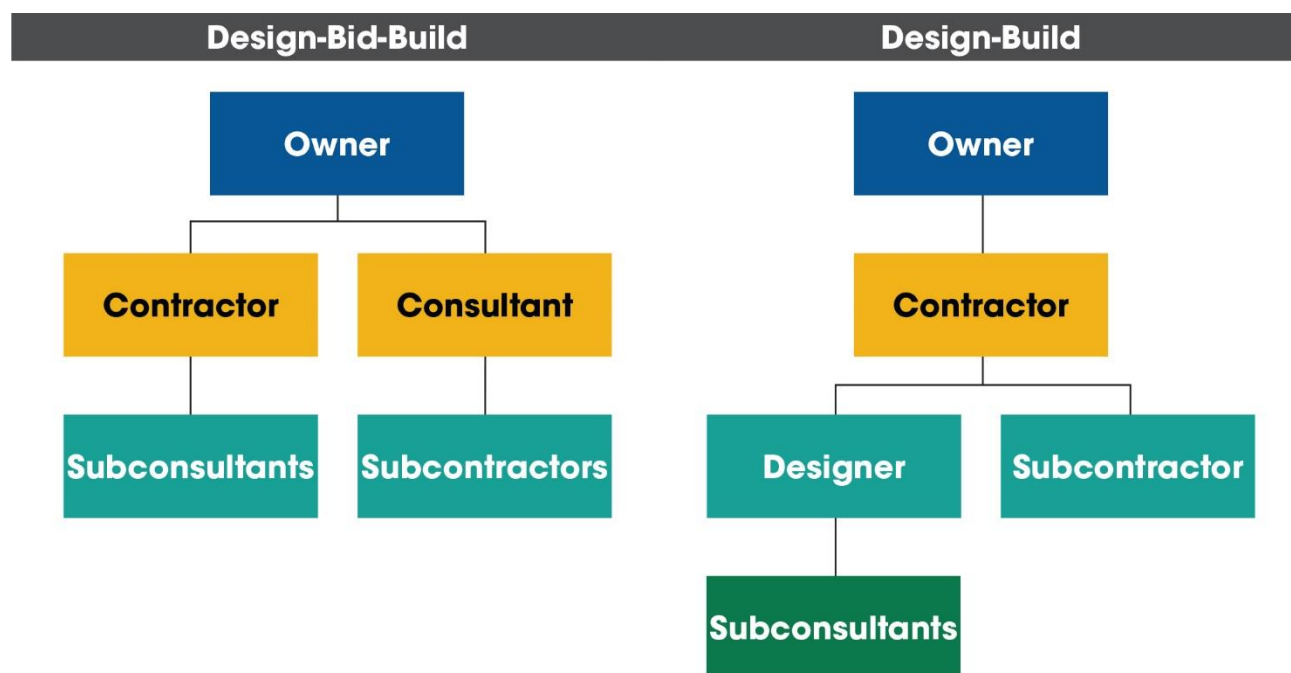 Design-Bid-Build
Owner
Contractor
Consultant
Subconsultants
Subcontractors
Design-Build
Owner
Contractor
Designer
Subcontractor
Subconsultants